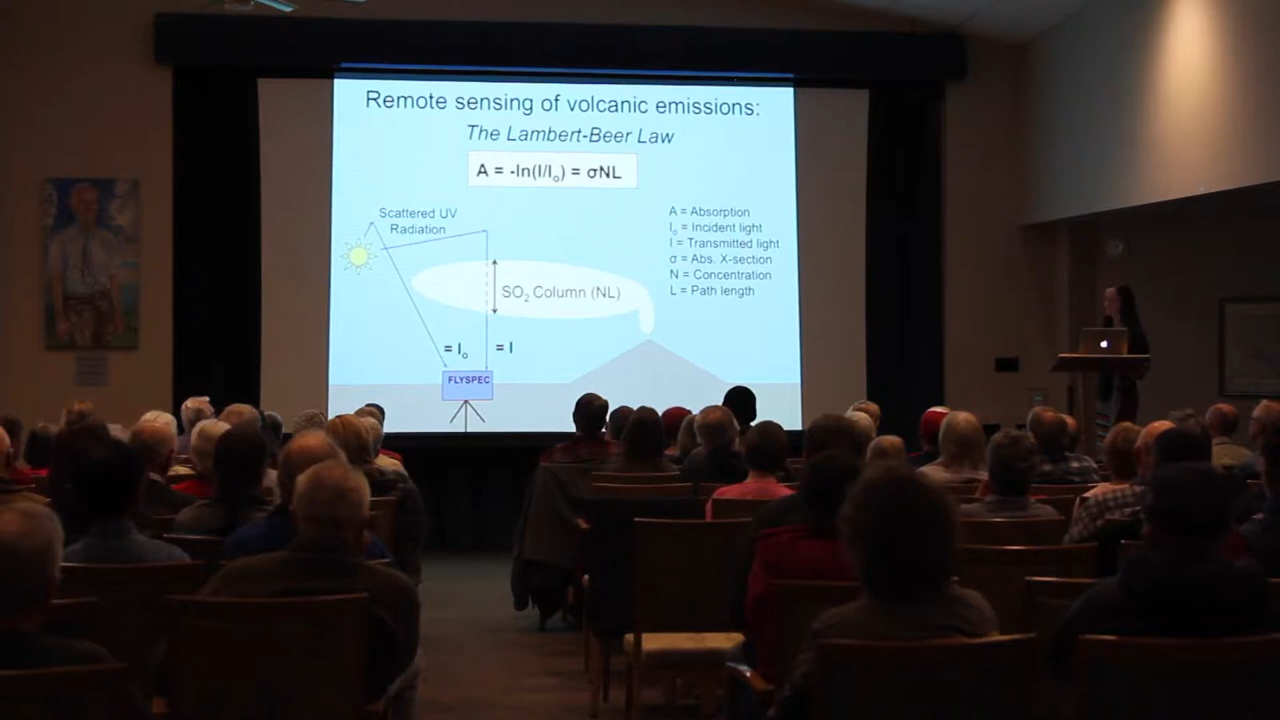 Remote sensing of volcanic emissions:
The Lambert-Beer Law
A = -ln(I/Io) = σNL
Scattered UV
Radiation
A = Absorption
Io = Incident light
I = Transmitted light
σ = Abs. X-section
N = Concentration
L = Path length
SO2 Column (NL)
= Io
= I
FLYSPEC